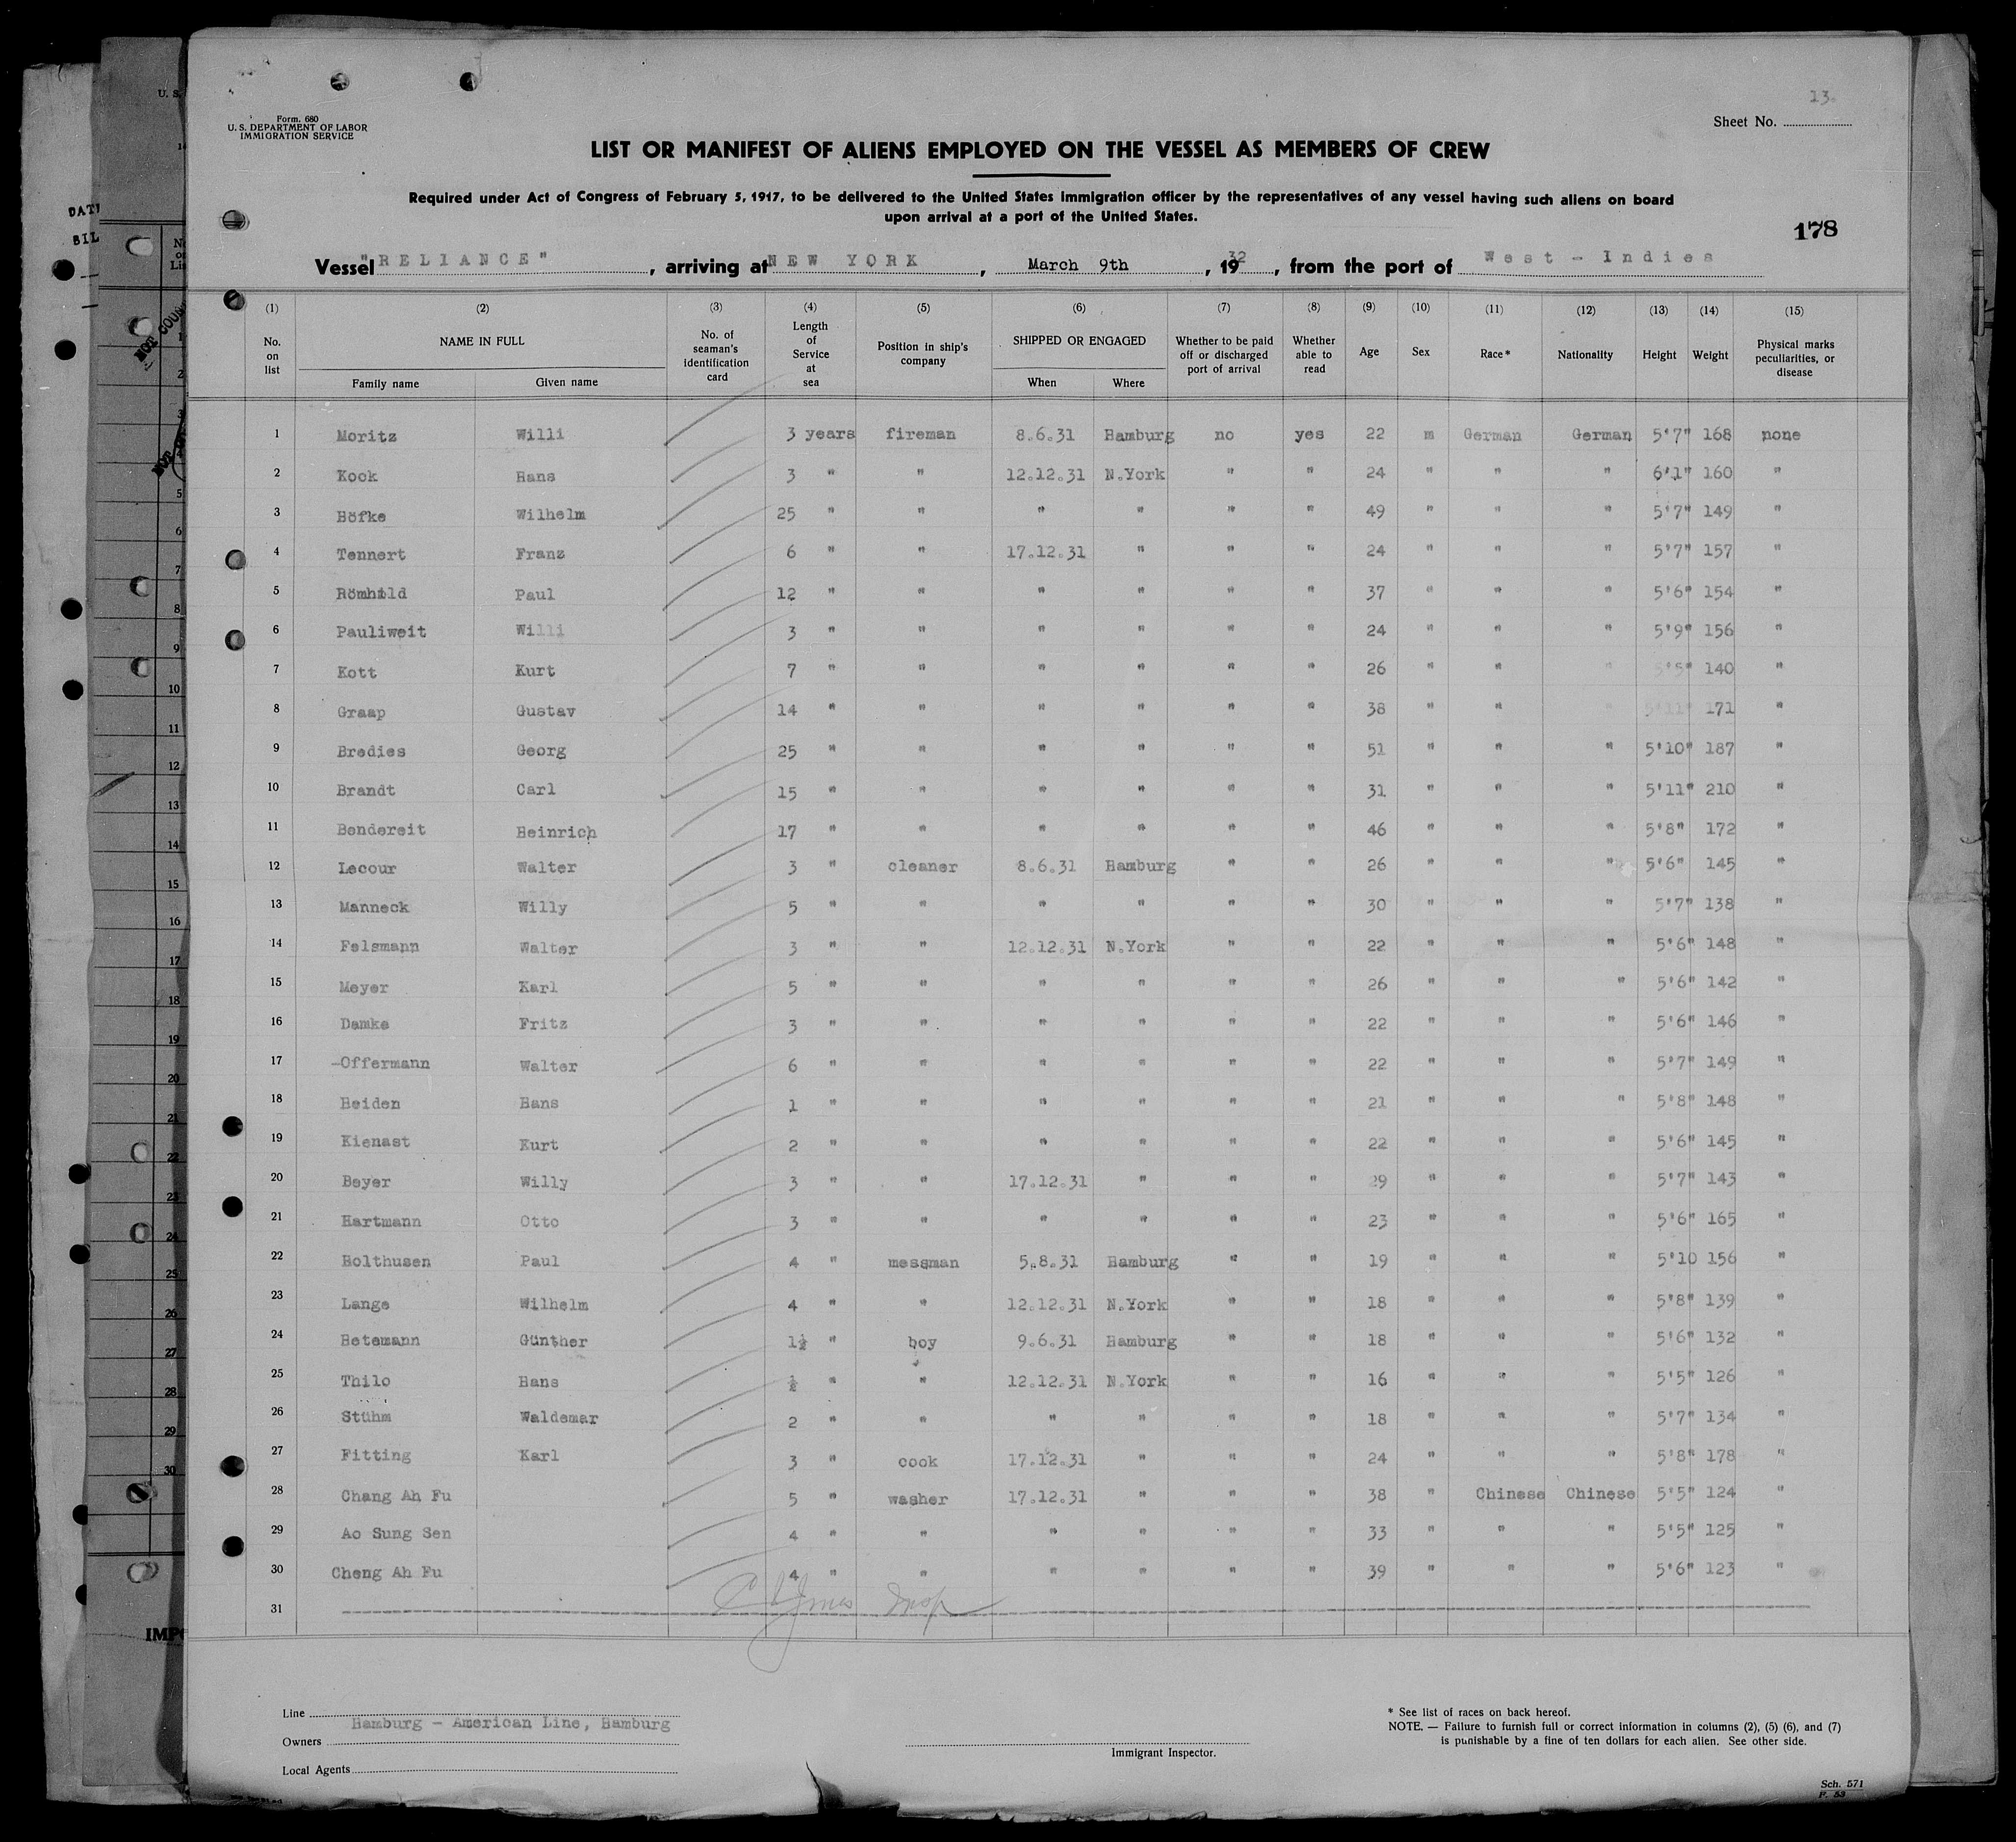 13.
Form. 680
U. S. DEPARTMENT OF LABOR
IMMIGRATION SERVICE
Sheet No.
LIST OR MANIFEST OF ALIENS EMPLOYED ON THE VESSEL AS MEMBERS OF CREW
Required under Act of Congress of February 5, 1917, to be delivered to the United States immigration officer by the representatives of any vessel having such aliens on board
upon arrival at a port of the United States.
178
Vessel "RELIANCE", arriving at NEW YORK, March 9th, 1932, from the port of West - Indies
(1) (2) (3) (4) (5) (6) (7) (8) (9) (10) (11) (12) (13) (14) (15)
No. on list NAME IN FULL Family name Given name No. of seaman's identification card Length of Service at sea Position in ship's company SHIPPED OR ENGAGED When Where Whether to be paid off or discharged port of arrival Whether able to read Age Sex Race* Nationality Height Weight Physical marks peculiarities, or disease
1 Moritz Willi 3 years fireman 8.6.31 Hamburg no yes 22 m German German 5'7" 168 none
2 Kock Hans 3 " " 12.12.31 N.York " " 24 " " " 6'1" 160 "
3 Böfke Wilhelm 25 " " " " " " 49 " " " 5'7" 149 "
4 Tennert Franz 6 " " 17.12.31 " " " 24 " " " 5'7" 157 "
5 Römhild Paul 12 " " " " " " 37 " " " 5'6" 154 "
6 Pauliweit Willi 3 " " " " " " 24 " " " 5'9" 156 "
7 Kott Kurt 7 " " " " " " 26 " " " 5'5" 140 "
8 Graap Gustav 14 " " " " " " 38 " " " 5'11" 171 "
9 Bredies Georg 25 " " " " " " 51 " " " 5'10" 187 "
10 Brandt Carl 15 " " " " " " 31 " " " 5'11" 210 "
11 Bendereit Heinrich 17 " " " " " " 46 " " " 5'8" 172 "
12 Lecour Walter 3 " cleaner 8.6.31 Hamburg " " 26 " " " 5'6" 145 "
13 Manneck Willy 5 " " " " " " 30 " " " 5'7" 138 "
14 Felsmann Walter 3 " " 12.12.31 N.York " " 22 " " " 5'6" 148 "
15 Meyer Karl 5 " " " " " " 26 " " " 5'6" 142 "
16 Damke Fritz 3 " " " " " " 22 " " " 5'6" 146 "
17 -Offermann Walter 6 " " " " " " 22 " " " 5'7" 149 "
18 Heiden Hans 1 " " " " " " 21 " " " 5'8" 148 "
19 Kienast Kurt 2 " " " " " " 22 " " " 5'6" 145 "
20 Beyer Willy 3 " " 17.12.31 " " " 29 " " " 5'7" 143 "
21 Hartmann Otto 3 " " " " " " 23 " " " 5'6" 165 "
22 Holthusen Paul 4 " messman 5.8.31 Hamburg " " 19 " " " 5'10 156 "
23 Lange Wilhelm 4 " " 12.12.31 N.York " " 18 " " " 5'8" 139 "
24 Betemann Günther 1½ " boy 9.6.31 Hamburg " " 18 " " " 5'6" 132 "
25 Thilo Hans ½ " " 12.12.31 N.York " " 16 " " " 5'5" 126 "
26 Stühm Waldemar 2 " " " " " " 18 " " " 5'7" 134 "
27 Fitting Karl 3 " cook 17.12.31 " " " 24 " " " 5'8" 178 "
28 Chang Ah Fu 5 " washer 17.12.31 " " " 38 " Chinese Chinese 5'5" 124 "
29 Ao Sung Sen 4 " " " " " " 33 " " " 5'5" 125 "
30 Cheng Ah Fu 4 " " " " " " 39 " " " 5'6" 123 "
31
Line
Hamburg - American Line, Hamburg
Owners
Local Agents
Immigrant Inspector.
* See list of races on back hereof.
NOTE. — Failure to furnish full or correct information in columns (2), (5) (6), and (7)
is punishable by a fine of ten dollars for each alien. See other side.
Sch. 571
F. 53